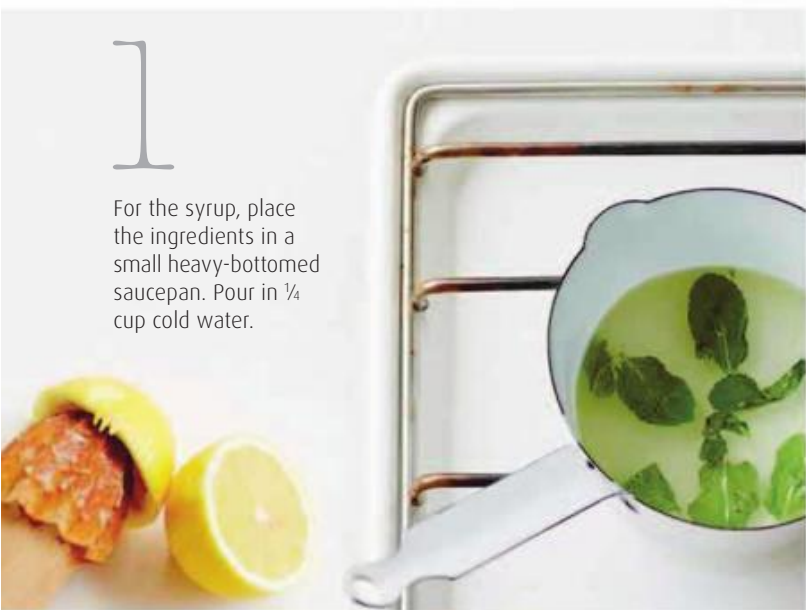 1
For the syrup, place
the ingredients in a
small heavy-bottomed
saucepan. Pour in ¼
cup cold water.